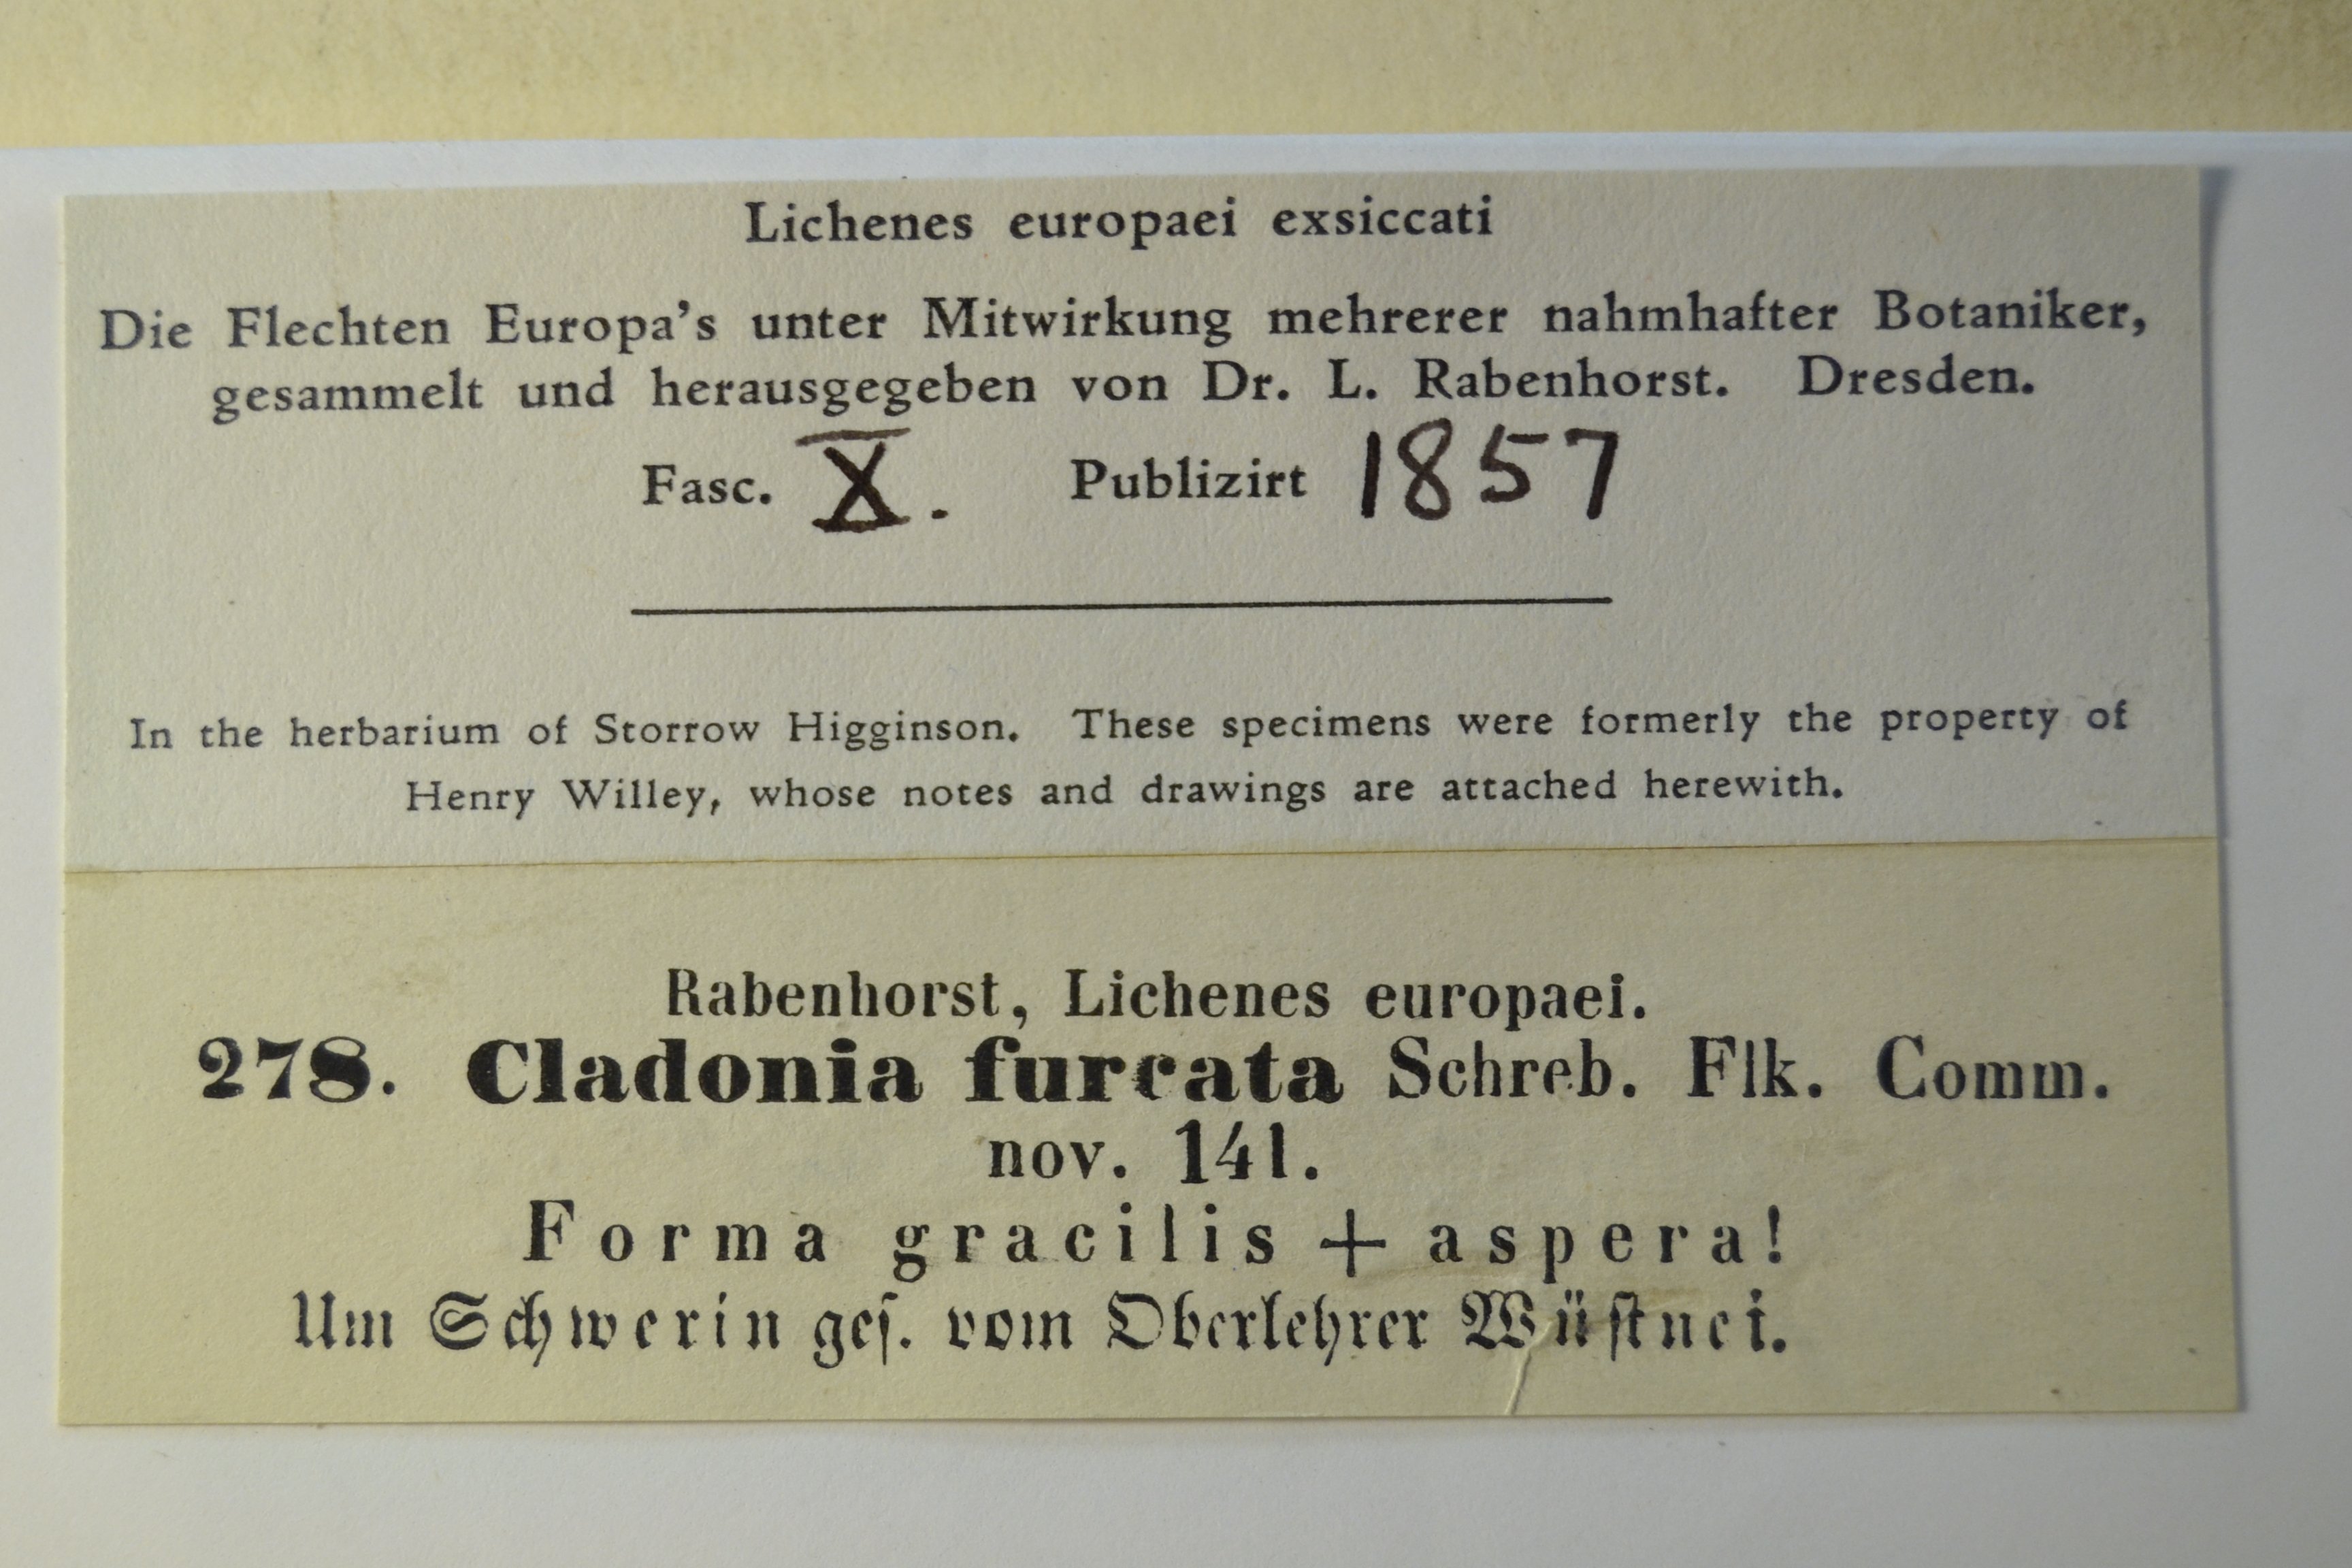 Lichenes europaei exsiccati
Die Flechten Europa's unter Mitwirkung mehrerer nahmhafter Botaniker,
gesammelt und herausgegeben von Dr. L. Rabenhorst. Dresden.
Fasc. X. Publizirt 1857
In the herbarium of Storrow Higginson. These specimens were formerly the property of
Henry Willey, whose notes and drawings are attached herewith.
Rabenhorst, Lichenes europaei.
278. Cladonia furcata Schreb. Flk. Comm.
nov. 141.
Forma gracilis + aspera!
Um Schwerin geſ. vom Oberlehrer Wüſtnei.